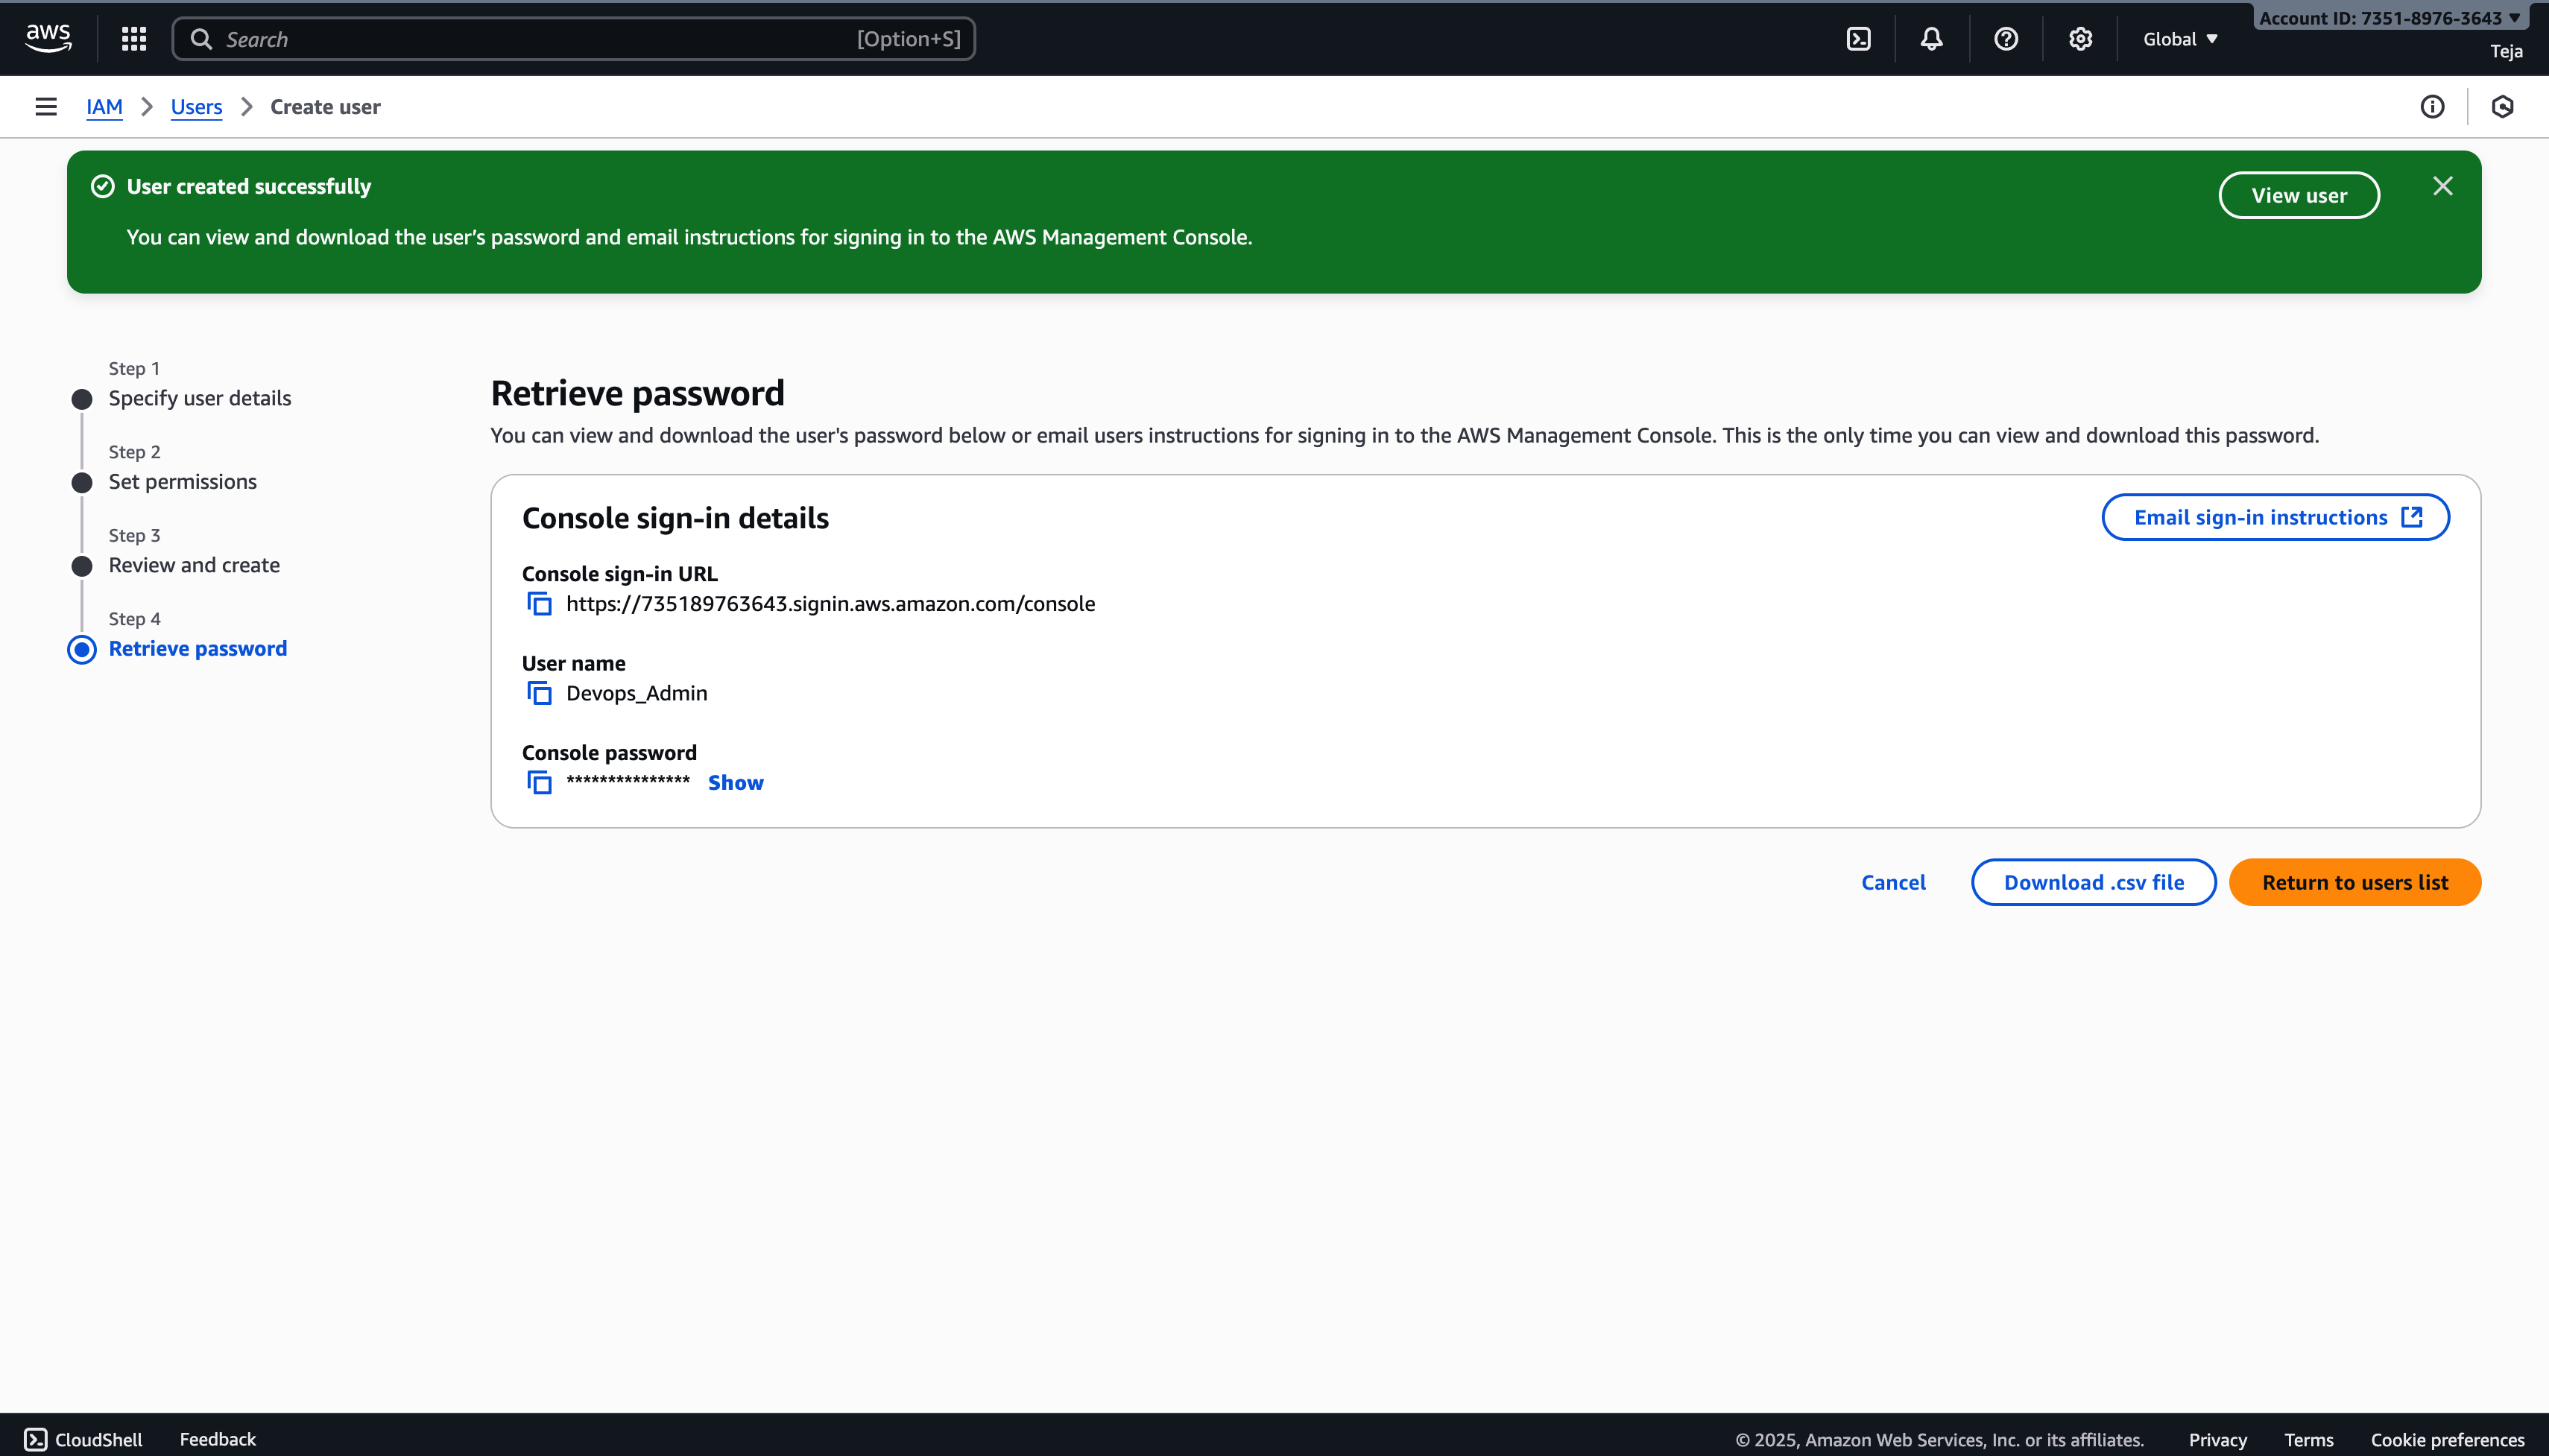 aws
Search
[Option+S]
Global
Account ID: 7351-8976-3643
Teja
IAM
Users
Create user
User created successfully
You can view and download the user's password and email instructions for signing in to the AWS Management Console.
View user
Step 1
Specify user details
Step 2
Set permissions
Step 3
Review and create
Step 4
Retrieve password
Retrieve password
You can view and download the user's password below or email users instructions for signing in to the AWS Management Console. This is the only time you can view and download this password.
Console sign-in details
Email sign-in instructions
Console sign-in URL
https://735189763643.signin.aws.amazon.com/console
User name
Devops_Admin
Console password
*************** Show
Cancel
Download .csv file
Return to users list
CloudShell
Feedback
© 2025, Amazon Web Services, Inc. or its affiliates.
Privacy
Terms
Cookie preferences